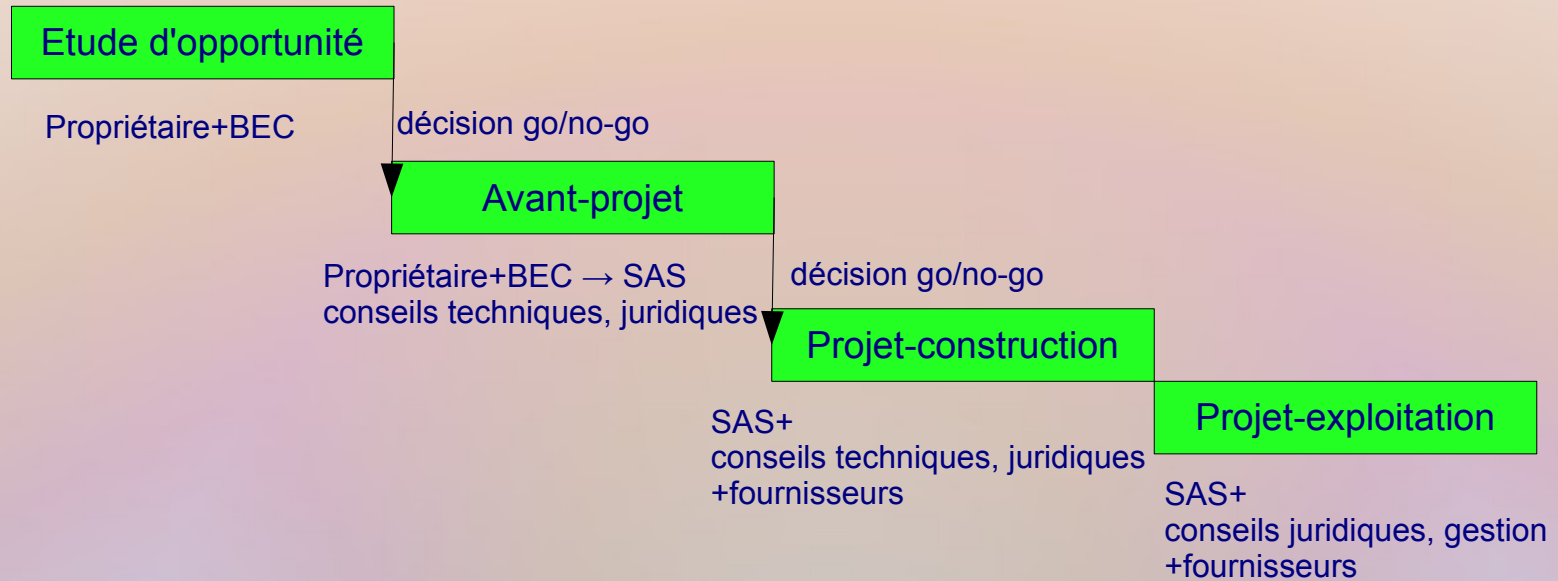 Etude d'opportunité
Propriétaire+BEC
décision go/no-go
Avant-projet
Propriétaire+BEC → SAS
conseils techniques, juridiques
décision go/no-go
Projet-construction
SAS+
conseils techniques, juridiques
+fournisseurs
Projet-exploitation
SAS+
conseils juridiques, gestion
+fournisseurs